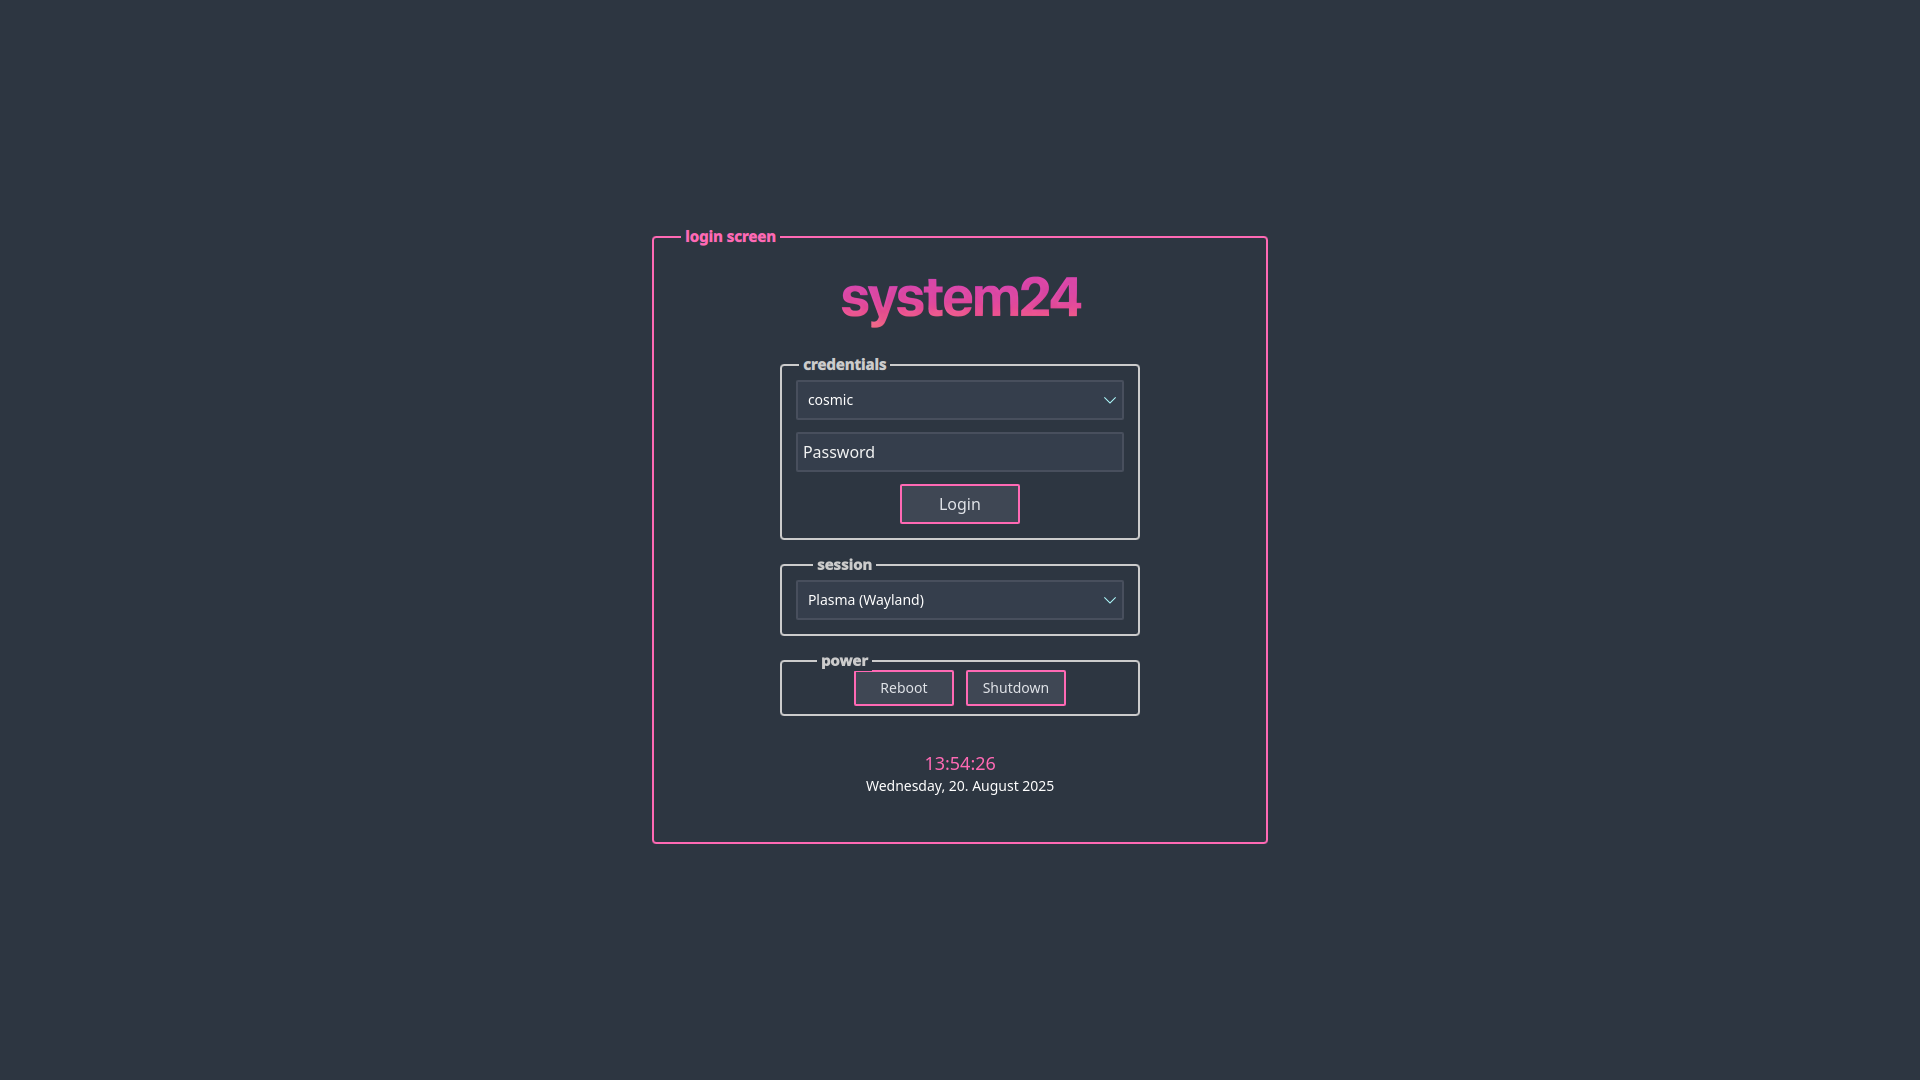 login screen
system24
credentials
cosmic
Password
Login
session
Plasma (Wayland)
power
Reboot
Shutdown
13:54:26
Wednesday, 20. August 2025